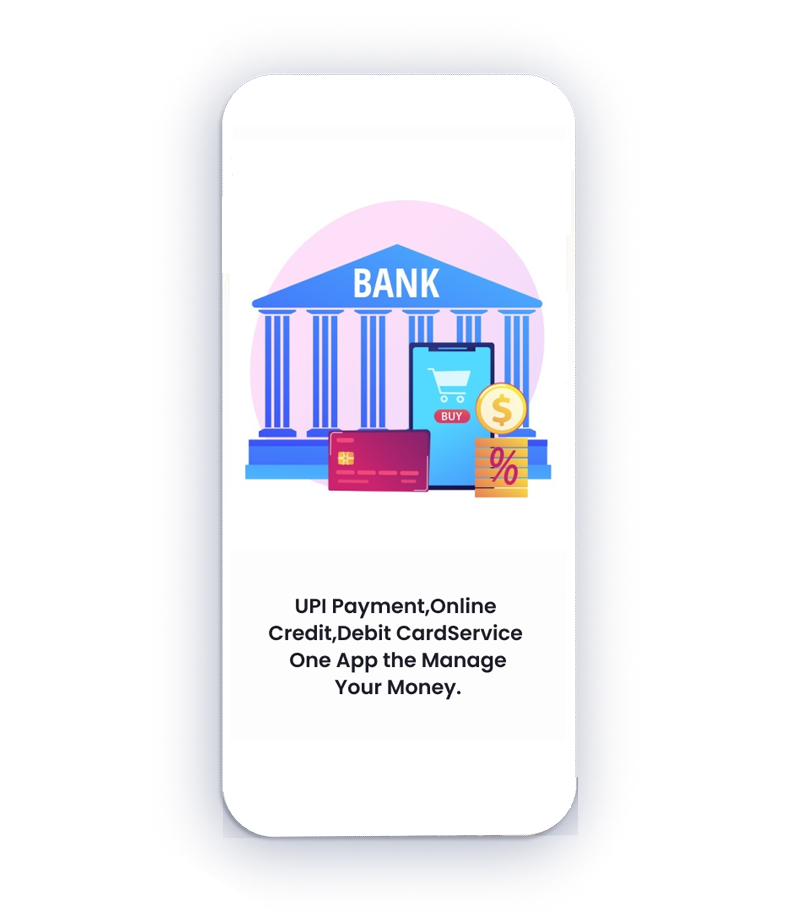 BANK
BUY
$
%
UPI Payment,Online
Credit,Debit CardService
One App the Manage
Your Money.